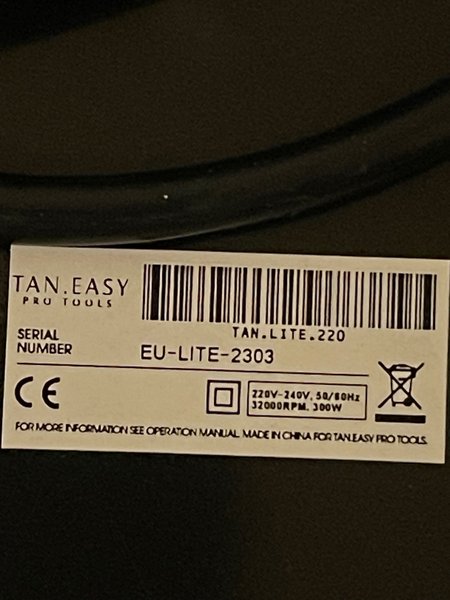 TAN.EASY
PRO TOOLS
TAN.LITE.220
SERIAL
NUMBER
EU-LITE-2303
CE
220V-240V, 50/60Hz
32000RPM, 300W
FOR MORE INFORMATION SEE OPERATION MANUAL. MADE IN CHINA FOR TAN.EASY PRO TOOLS.